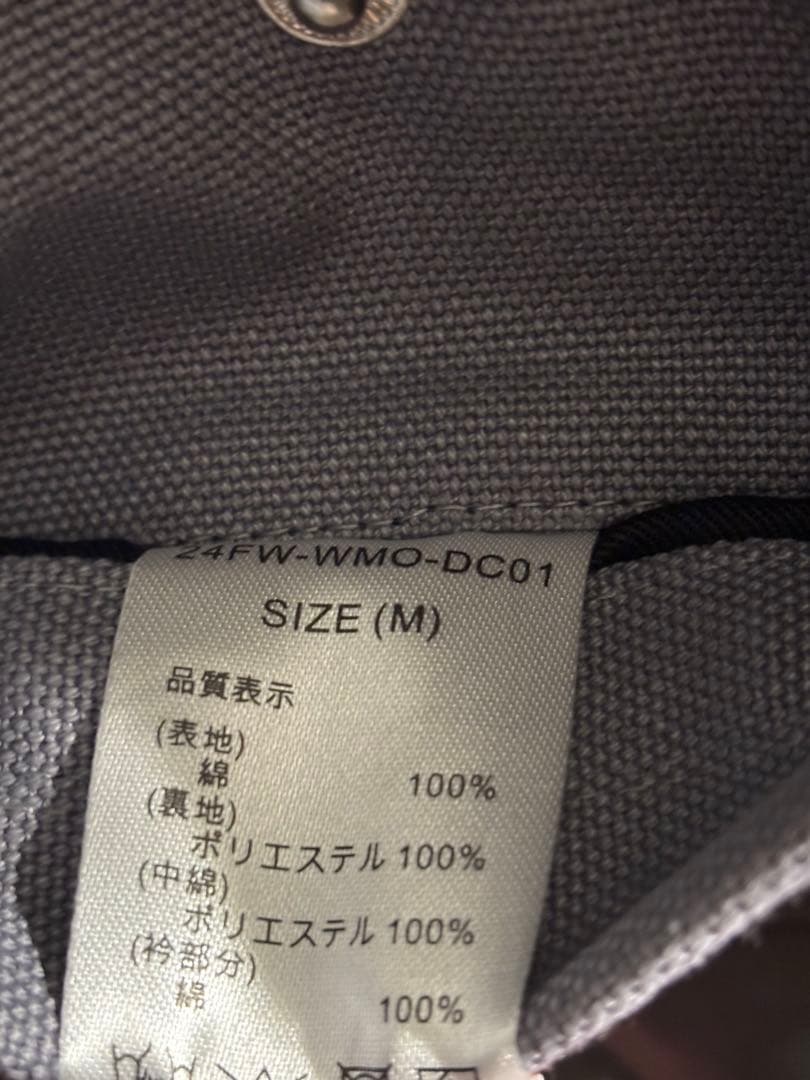 24FW-WMO-DC01
SIZE (M)
品質表示
(表地)
綿 100%
(裏地)
ポリエステル 100%
(中綿)
ポリエステル 100%
(衿部分)
綿 100%